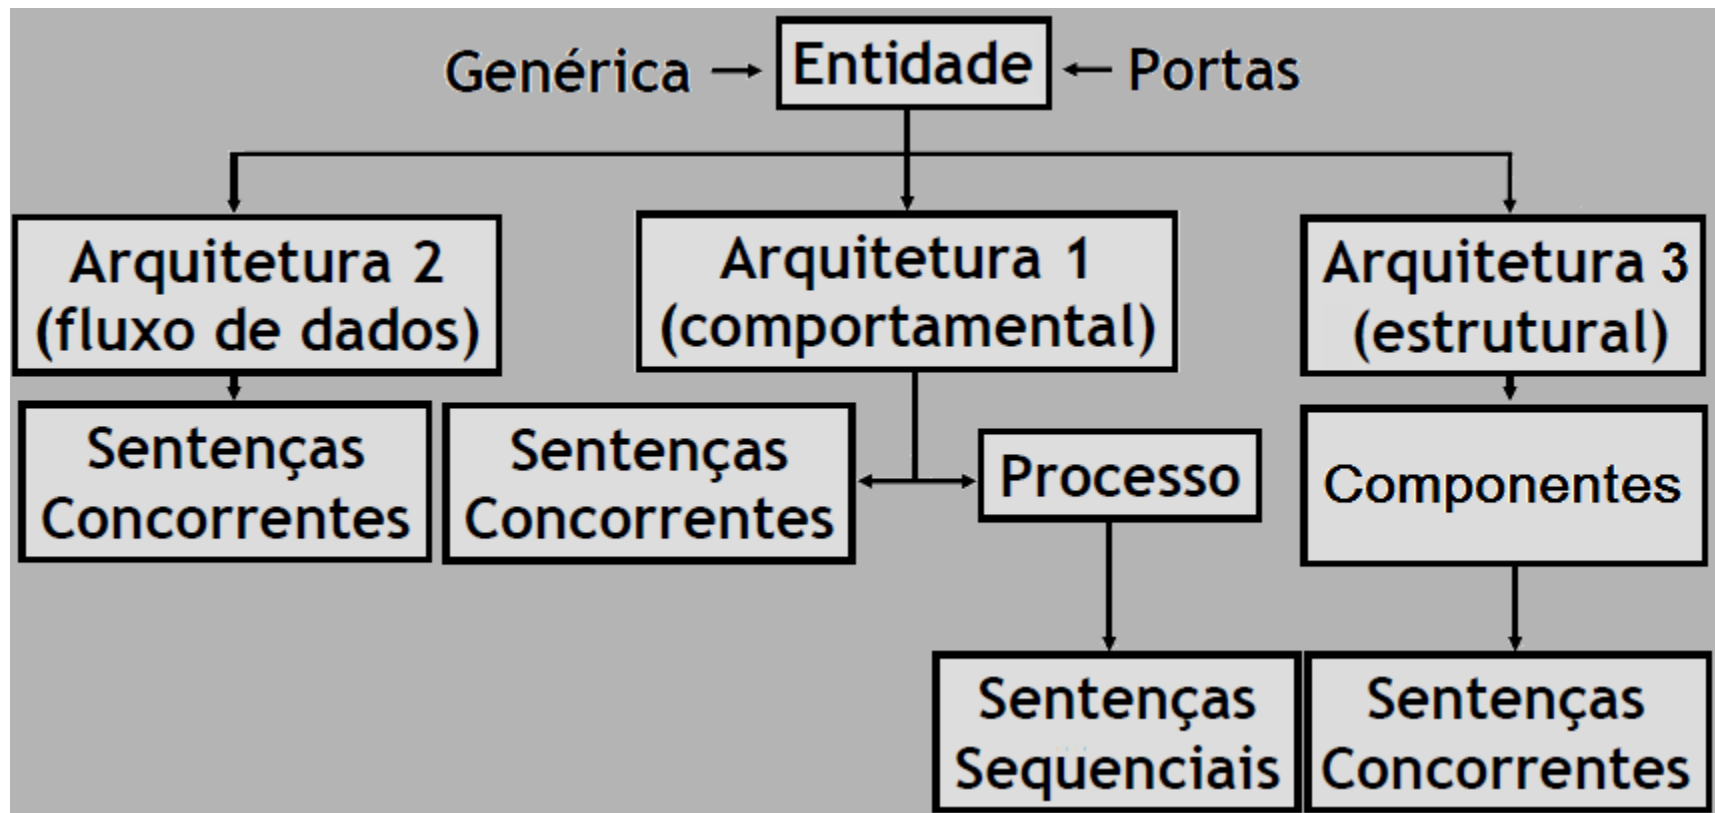 Genérica
Entidade
Portas
Arquitetura 2
(fluxo de dados)
Arquitetura 1
(comportamental)
Arquitetura 3
(estrutural)
Sentenças
Concorrentes
Sentenças
Concorrentes
Processo
Componentes
Sentenças
Seqüenciais
Sentenças
Concorrentes